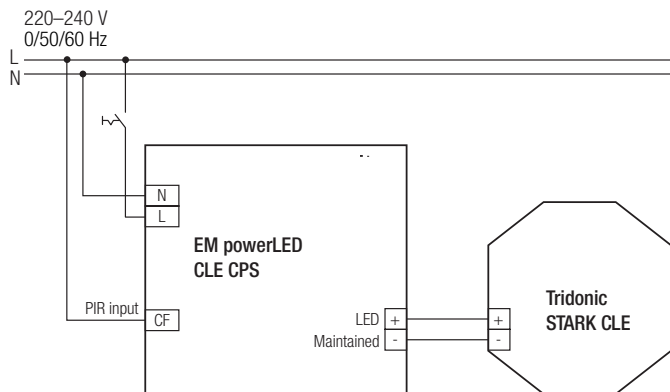 220–240 V
0/50/60 Hz
L
N
N
L
EM powerLED
CLE CPS
PIR input
CF
LED
+
+
Maintained
-
-
Tridonic
STARK CLE